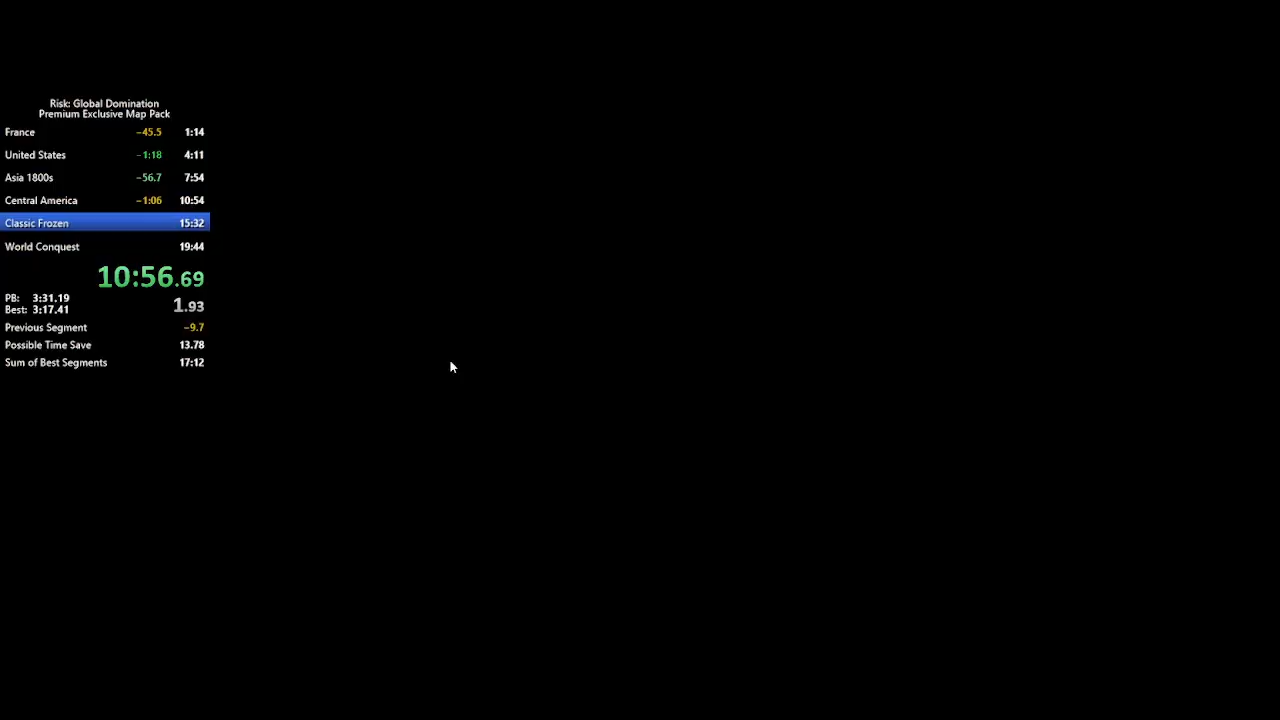 Risk: Global Domination
Premium Exclusive Map Pack
France −45.5 1:14
United States −1:18 4:11
Asia 1800s −56.7 7:54
Central America −1:06 10:54
Classic Frozen 15:32
World Conquest 19:44
10:56.69
PB: 3:31.19
Best: 3:17.41
1.93
Previous Segment −9.7
Possible Time Save 13.78
Sum of Best Segments 17:12